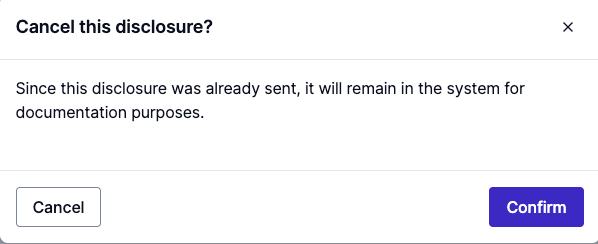 Cancel this disclosure?
Since this disclosure was already sent, it will remain in the system for
documentation purposes.
Cancel
Confirm